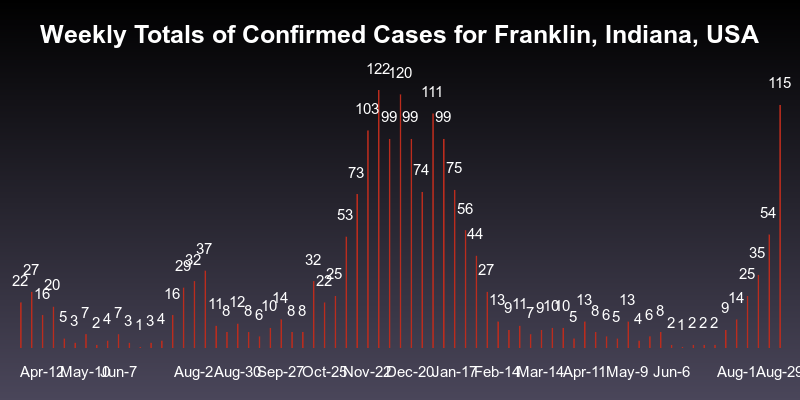 Weekly Totals of Confirmed Cases for Franklin, Indiana, USA
22 27 16 20 5 3 7 2 4 7 3 1 3 4 16 29 32 37 11 8 12 8 6 10 14 8 8 32 22 25 53 73 103 122 99 120 99 74 111 99 75 56 44 27 13 9 11 7 9 10 10 5 13 8 6 5 13 4 6 8 2 1 2 2 2 9 14 25 35 54 115
Apr-12 May-10 Jun-7 Aug-2 Aug-30 Sep-27 Oct-25 Nov-22 Dec-20 Jan-17 Feb-14 Mar-14 Apr-11 May-9 Jun-6 Aug-1 Aug-29